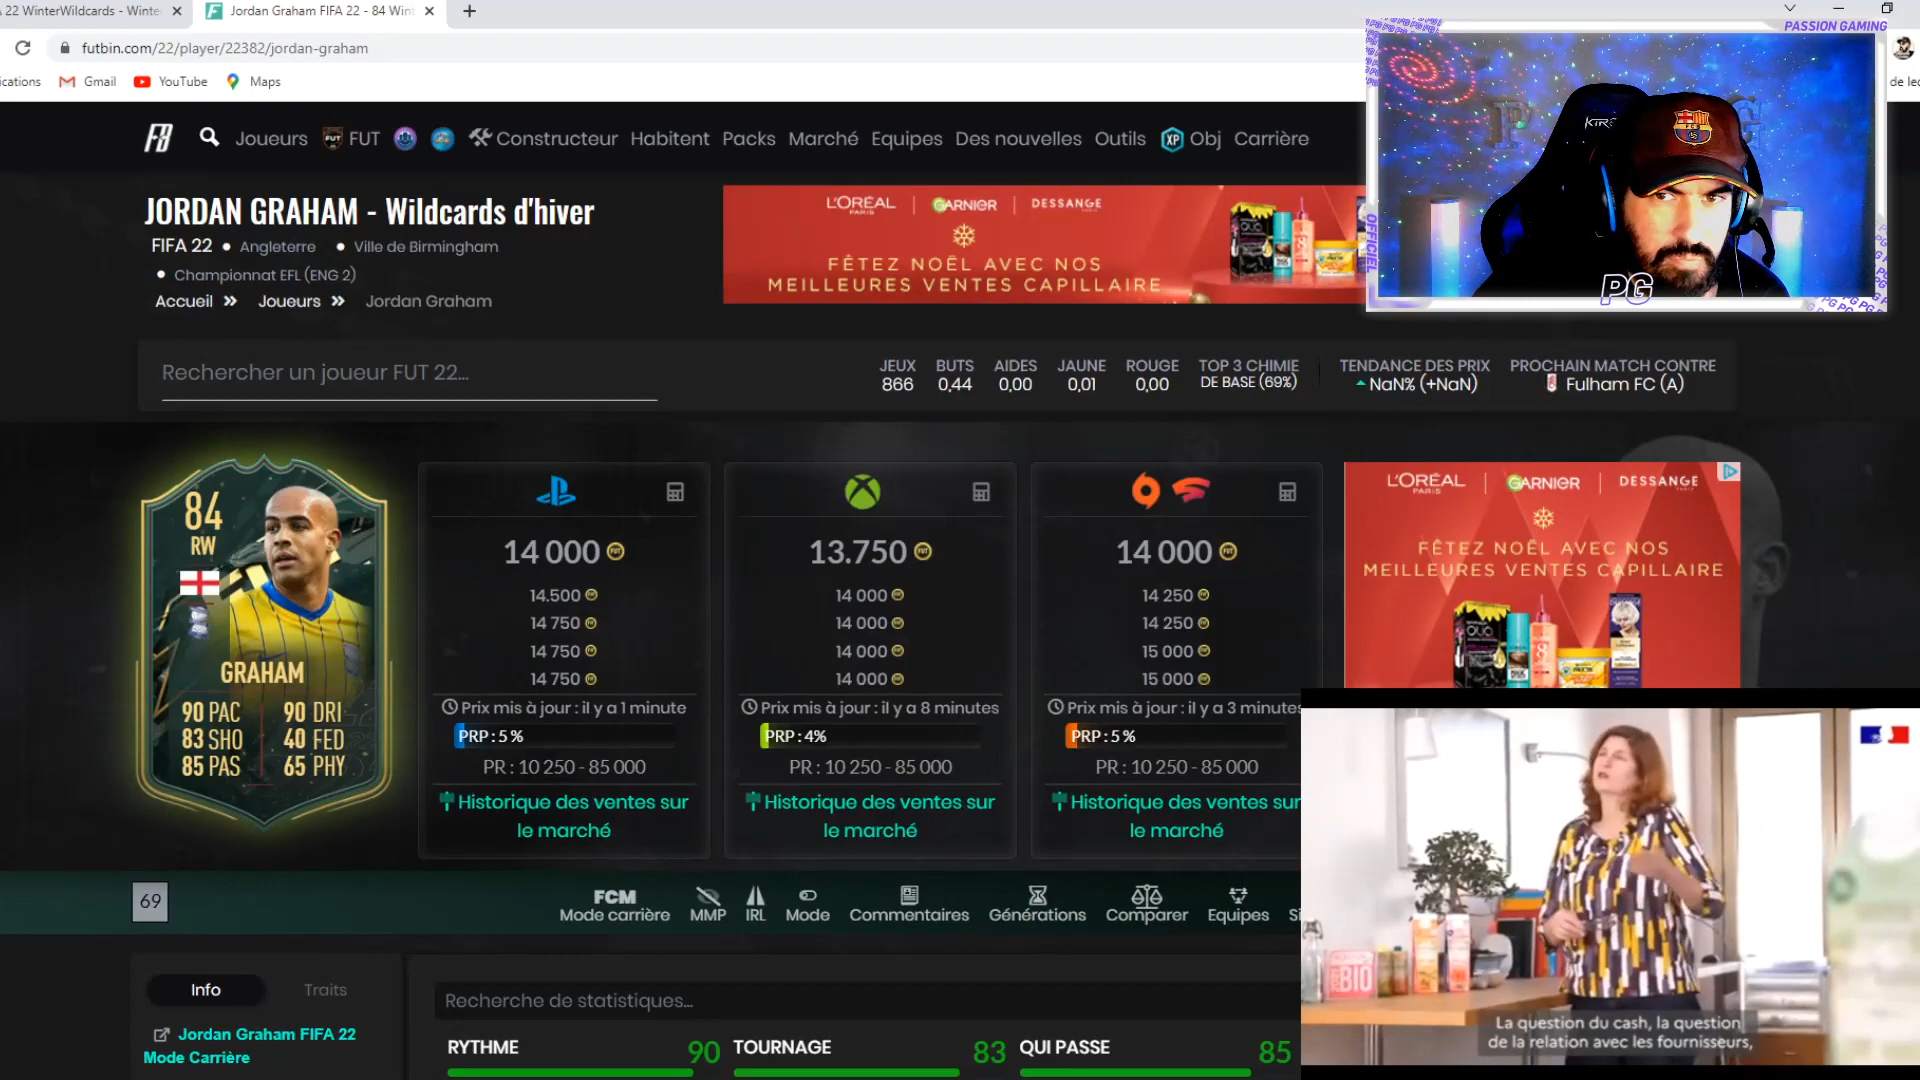 22 WinterWildcards - Winte
Jordan Graham FIFA 22 - 84 Wint
futbin.com/22/player/22382/jordan-graham
ications Gmail YouTube Maps
de lec
PASSION GAMING
OFFICIEL
PG
Joueurs FUT Constructeur Habitent Packs Marché Equipes Des nouvelles Outils XP Obj Carrière
JORDAN GRAHAM - Wildcards d'hiver
FIFA 22 • Angleterre • Ville de Birmingham
• Championnat EFL (ENG 2)
Accueil » Joueurs » Jordan Graham
L'ORÉAL PARIS | GARNIER | DESSANGE
FÊTEZ NOËL AVEC NOS
MEILLEURES VENTES CAPILLAIRE
Rechercher un joueur FUT 22...
JEUX BUTS AIDES JAUNE ROUGE TOP 3 CHIMIE TENDANCE DES PRIX PROCHAIN MATCH CONTRE
866 0,44 0,00 0,01 0,00 DE BASE (69%) NaN% (+NaN) Fulham FC (A)
84
RW
GRAHAM
90 PAC 90 DRI
83 SHO 40 FED
85 PAS 65 PHY
14 000
14.500
14 750
14 750
14 750
Prix mis à jour : il y a 1 minute
PRP : 5 %
PR : 10 250 - 85 000
Historique des ventes sur
le marché
13.750
14 000
14 000
14 000
14 000
Prix mis à jour : il y a 8 minutes
PRP : 4%
PR : 10 250 - 85 000
Historique des ventes sur
le marché
14 000
14 250
14 250
15 000
15 000
Prix mis à jour : il y a 3 minutes
PRP : 5 %
PR : 10 250 - 85 000
Historique des ventes sur
le marché
L'ORÉAL PARIS | GARNIER | DESSANGE
FÊTEZ NOËL AVEC NOS
MEILLEURES VENTES CAPILLAIRE
69
FCM
Mode carrière MMP IRL Mode Commentaires Générations Comparer Equipes Si
Info Traits
Jordan Graham FIFA 22
Mode Carrière
Recherche de statistiques...
RYTHME 90 TOURNAGE 83 QUI PASSE 85
BIO
La question du cash, la question
de la relation avec les fournisseurs,